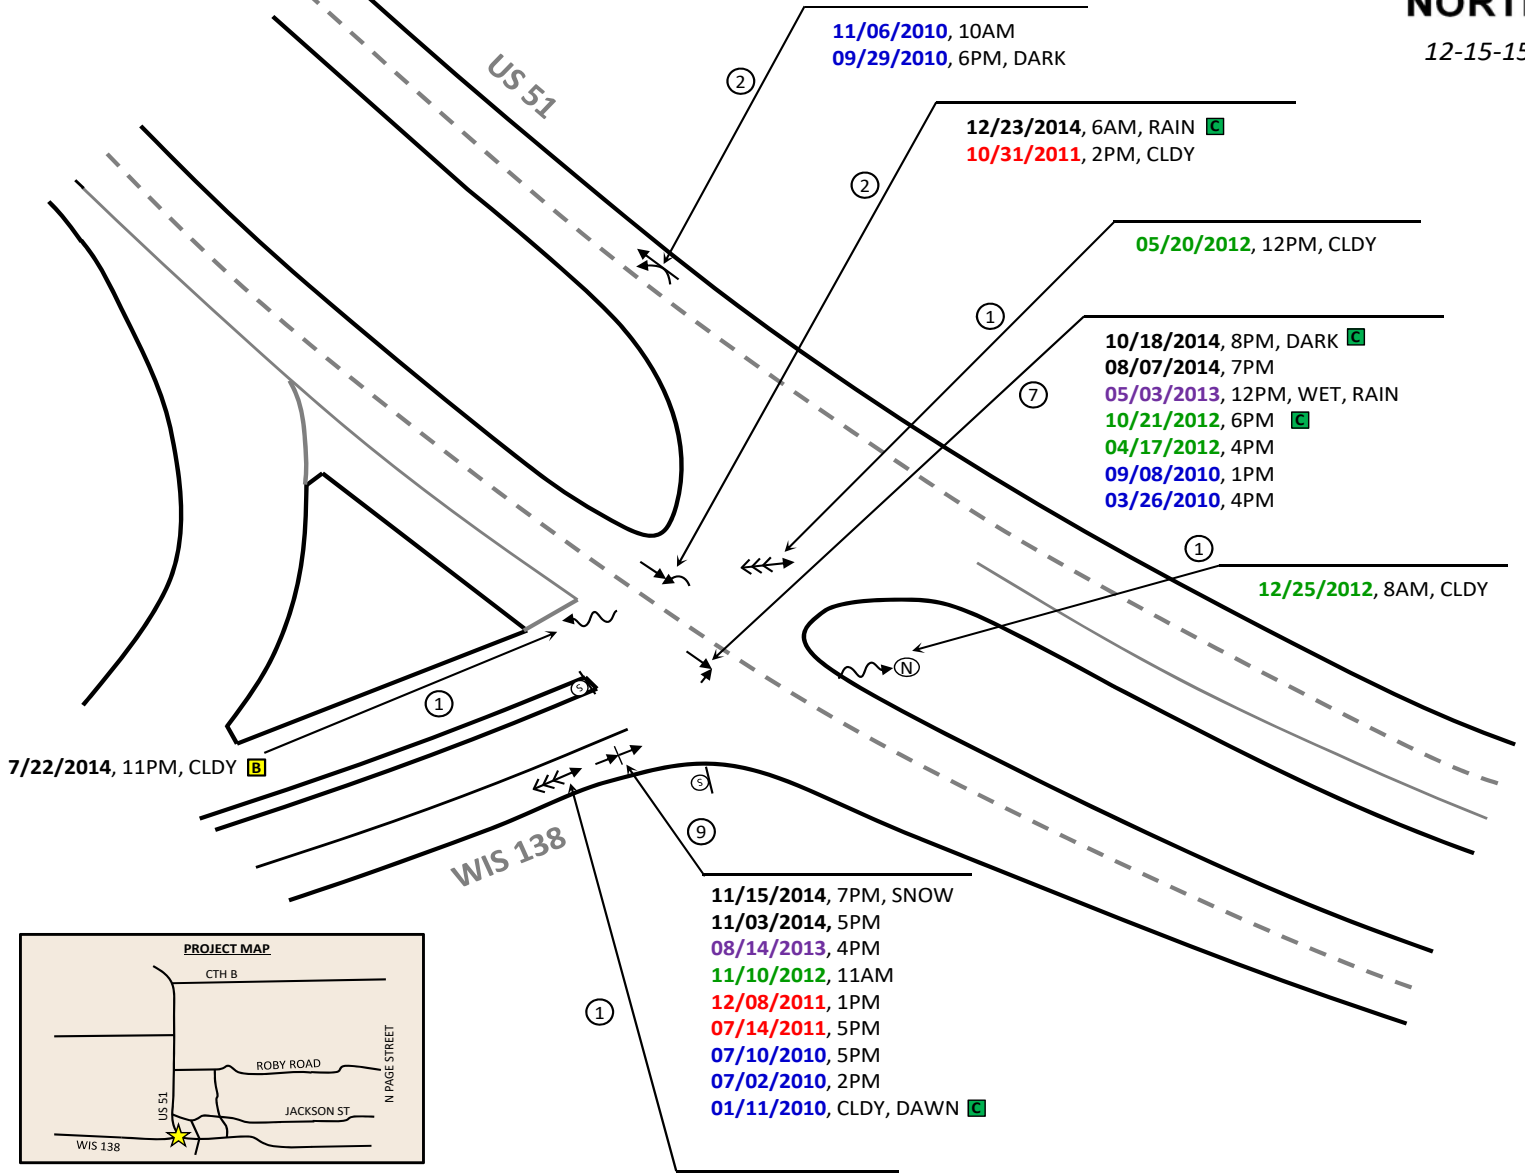 NORT
12-15-15
US 51
11/06/2010, 10AM
09/29/2010, 6PM, DARK
2
12/23/2014, 6AM, RAIN C
10/31/2011, 2PM, CLDY
2
05/20/2012, 12PM, CLDY
1
10/18/2014, 8PM, DARK C
08/07/2014, 7PM
05/03/2013, 12PM, WET, RAIN
10/21/2012, 6PM C
04/17/2012, 4PM
09/08/2010, 1PM
03/26/2010, 4PM
7
1
12/25/2012, 8AM, CLDY
N
S
1
7/22/2014, 11PM, CLDY B
S
9
WIS 138
11/15/2014, 7PM, SNOW
11/03/2014, 5PM
08/14/2013, 4PM
11/10/2012, 11AM
12/08/2011, 1PM
07/14/2011, 5PM
07/10/2010, 5PM
07/02/2010, 2PM
01/11/2010, CLDY, DAWN C
1
PROJECT MAP
CTH B
ROBY ROAD
N PAGE STREET
US 51
JACKSON ST
WIS 138